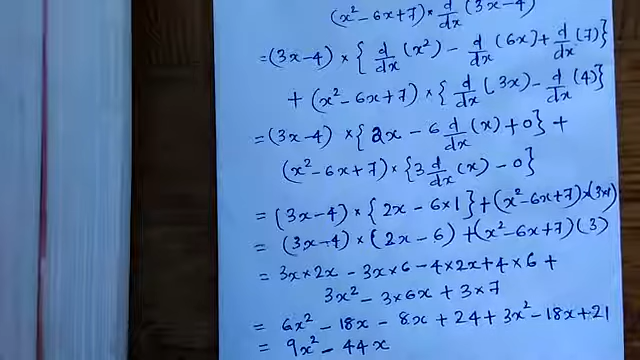 (x²-6x+7)×d/dx(3x-4)
=(3x-4)×{d/dx(x²)-d/dx(6x)+d/dx(7)}
+(x²-6x+7)×{d/dx(3x)-d/dx(4)}
=(3x-4)×{2x-6d/dx(x)+0}+
(x²-6x+7)×{3d/dx(x)-0}
=(3x-4)×{2x-6×1}+(x²-6x+7)×(3×1)
=(3x-4)×(2x-6)+(x²-6x+7)(3)
=3x×2x-3x×6-4×2x+4×6+
3x²-3×6x+3×7
=6x²-18x-8x+24+3x²-18x+21
=9x²-44x